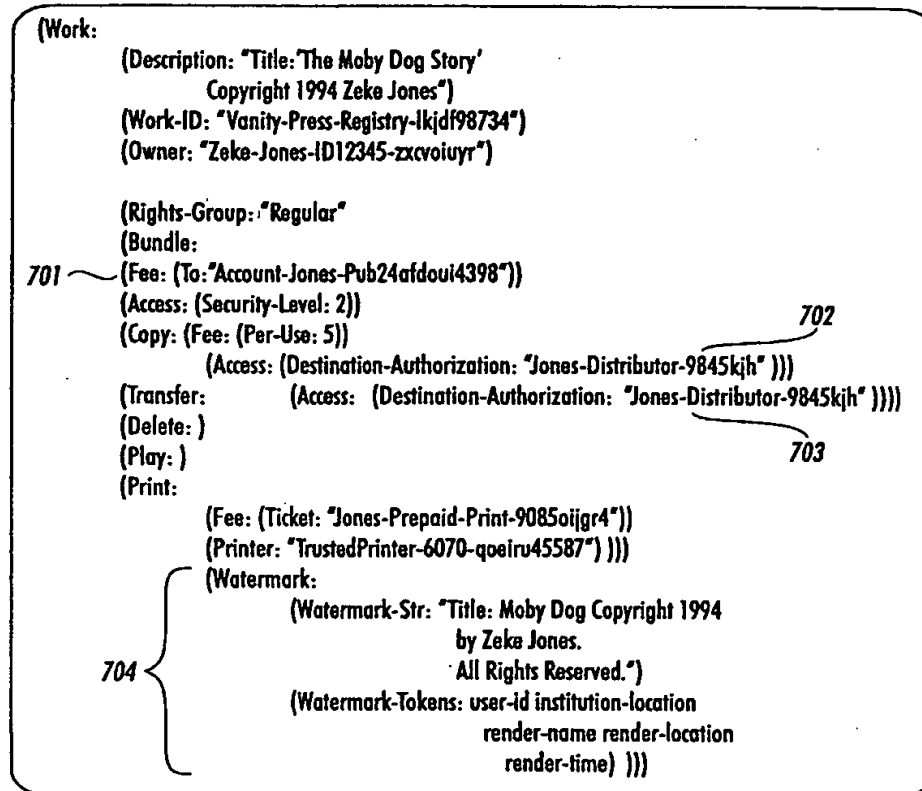 (Work:
(Description: "Title:'The Moby Dog Story'
Copyright 1994 Zeke Jones")
(Work-ID: "Vanity-Press-Registry-lkjdf98734")
(Owner: "Zeke-Jones-ID12345-zxcvoiuyr")
(Rights-Group: "Regular"
(Bundle:
701 (Fee: (To:"Account-Jones-Pub24afdoui4398"))
(Access: (Security-Level: 2))
(Copy: (Fee: (Per-Use: 5))
702
(Access: (Destination-Authorization: "Jones-Distributor-9845kjh" )))
(Transfer: (Access: (Destination-Authorization: "Jones-Distributor-9845kjh" ))))
(Delete: )
703
(Play: )
(Print:
(Fee: (Ticket: "Jones-Prepaid-Print-9085oijgr4"))
(Printer: "TrustedPrinter-6070-qoeiru45587") )))
(Watermark:
(Watermark-Str: "Title: Moby Dog Copyright 1994
by Zeke Jones.
704
All Rights Reserved.")
(Watermark-Tokens: user-id institution-location
render-name render-location
render-time) )))